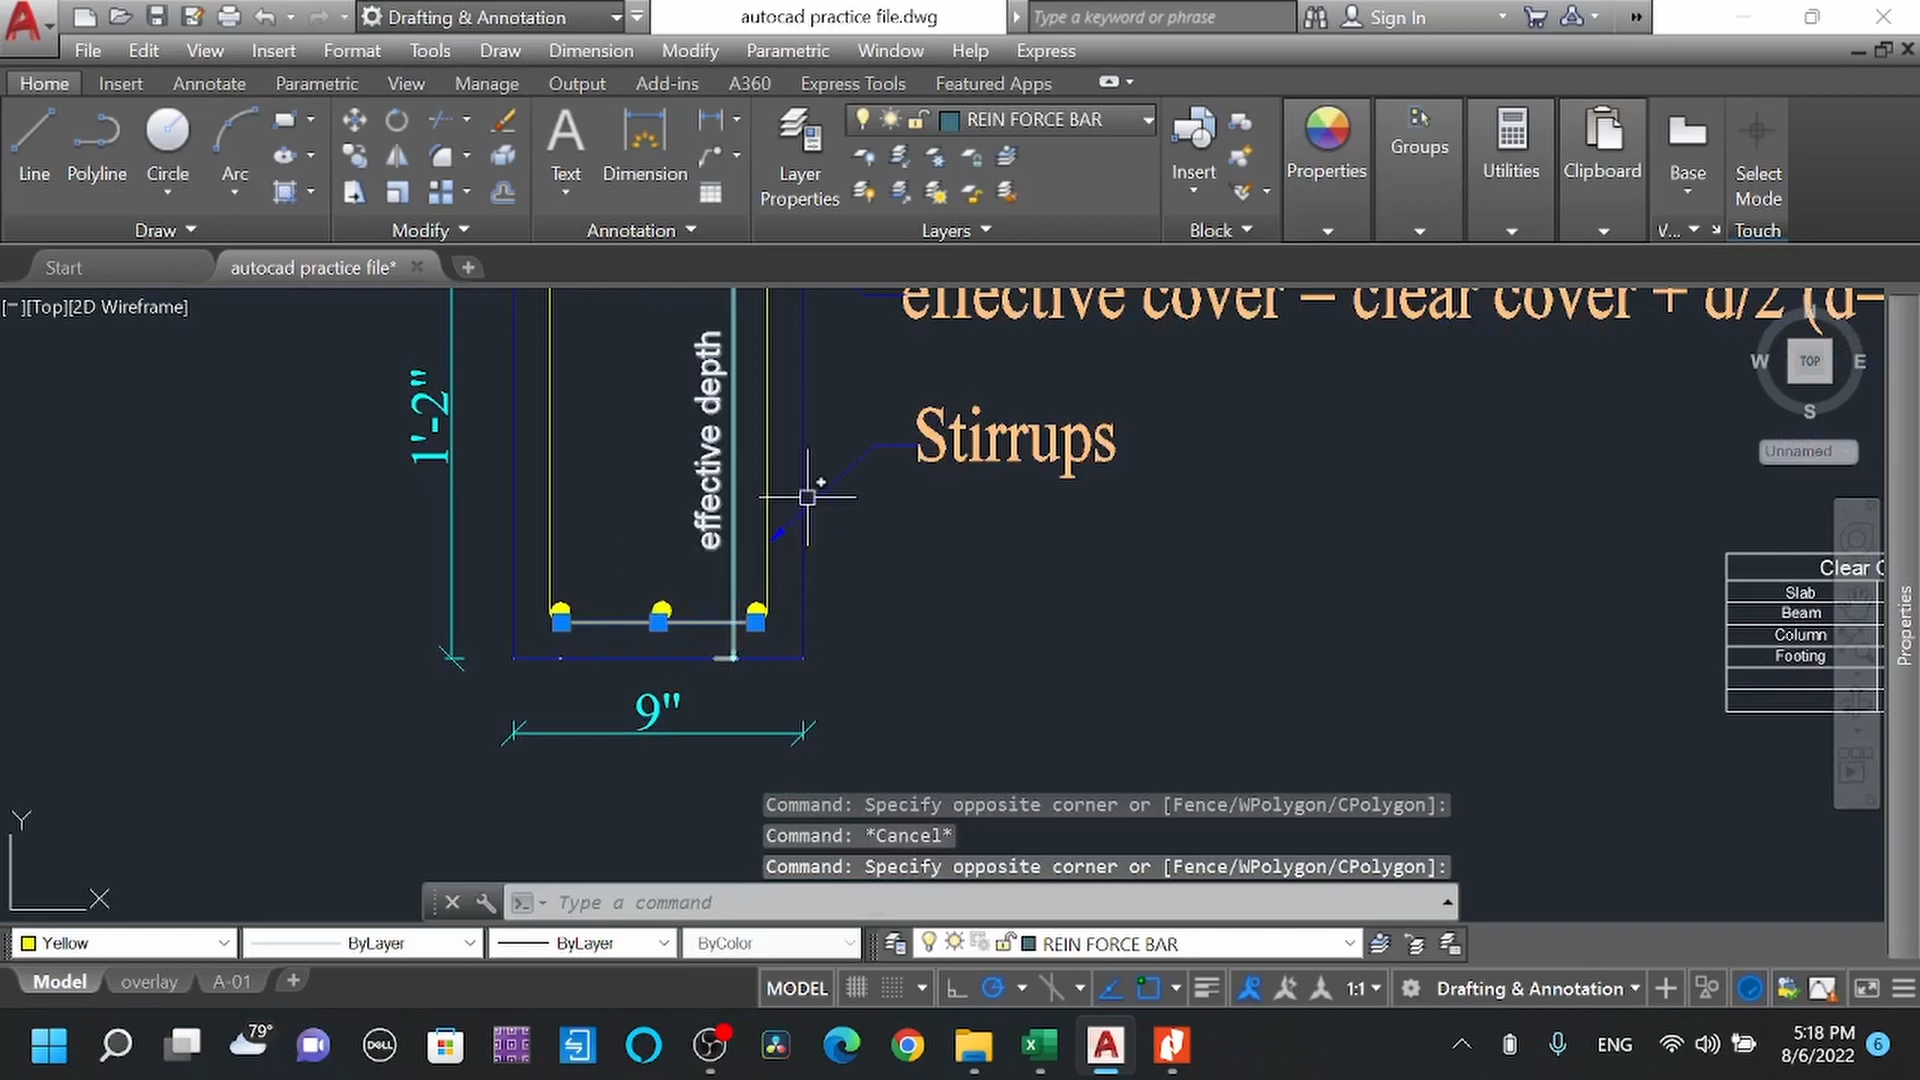 Drafting & Annotation
autocad practice file.dwg
Type a keyword or phrase
Sign In
File Edit View Insert Format Tools Draw Dimension Modify Parametric Window Help Express
Home Insert Annotate Parametric View Manage Output Add-ins A360 Express Tools Featured Apps
REIN FORCE BAR
Line Polyline Circle Arc
Text Dimension
Layer Properties
Insert
Properties
Groups
Utilities
Clipboard
Base
Select Mode
Draw Modify Annotation Layers Block V... Touch
Start
autocad practice file*
[−][Top][2D Wireframe]
effective cover = clear cover + d/2 (d=
N
W TOP E
S
Unnamed
1'-2"
effective depth
Stirrups
Clear C
Slab
Beam
Column
Footing
Properties
9"
Y
X
Command: Specify opposite corner or [Fence/WPolygon/CPolygon]:
Command: *Cancel*
Command: Specify opposite corner or [Fence/WPolygon/CPolygon]:
Type a command
Yellow ByLayer ByLayer ByColor REIN FORCE BAR
Model overlay A-01 MODEL 1:1 Drafting & Annotation
79°
DELL
ENG
5:18 PM
8/6/2022
6